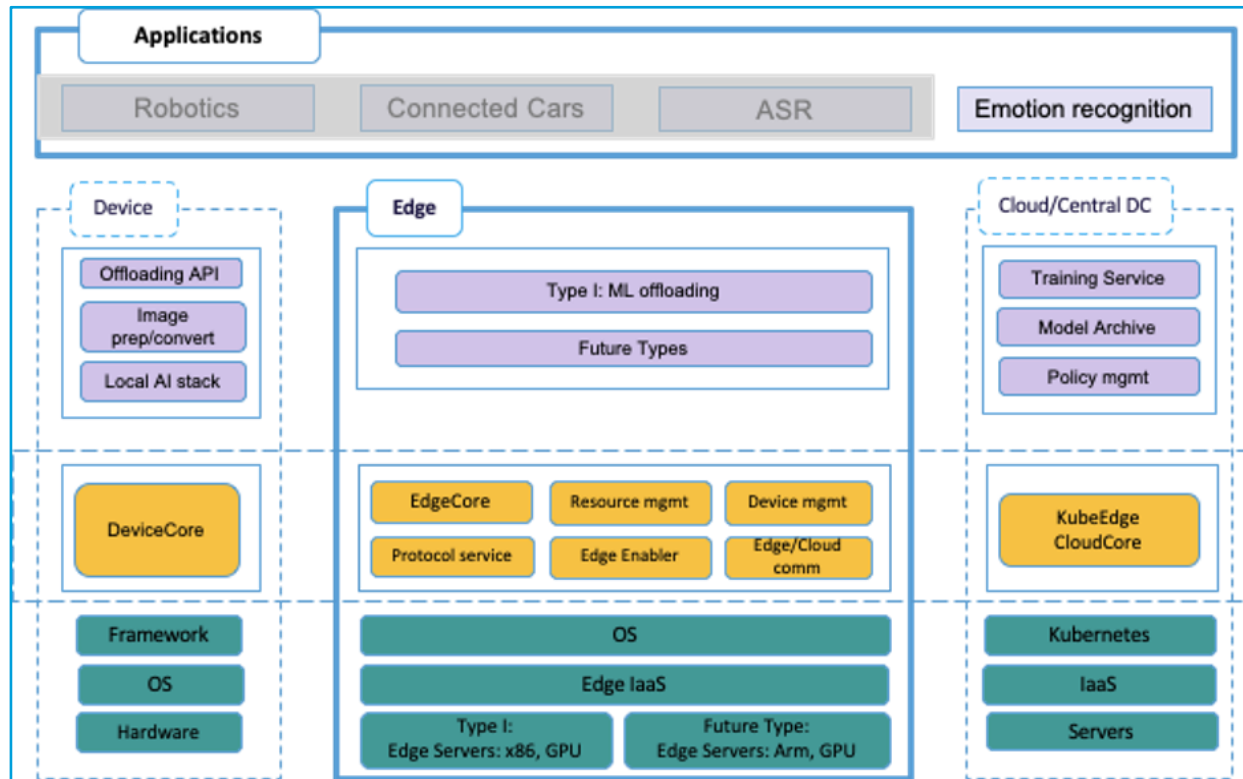 Applications
Robotics
Connected Cars
ASR
Emotion recognition
Device
Edge
Cloud/Central DC
Offloading API
Image
prep/convert
Local AI stack
Type I: ML offloading
Future Types
Training Service
Model Archive
Policy mgmt
DeviceCore
EdgeCore
Resource mgmt
Device mgmt
Protocol service
Edge Enabler
Edge/Cloud
comm
KubeEdge
CloudCore
Framework
OS
Hardware
OS
Edge IaaS
Type I:
Edge Servers: x86, GPU
Future Type:
Edge Servers: Arm, GPU
Kubernetes
IaaS
Servers